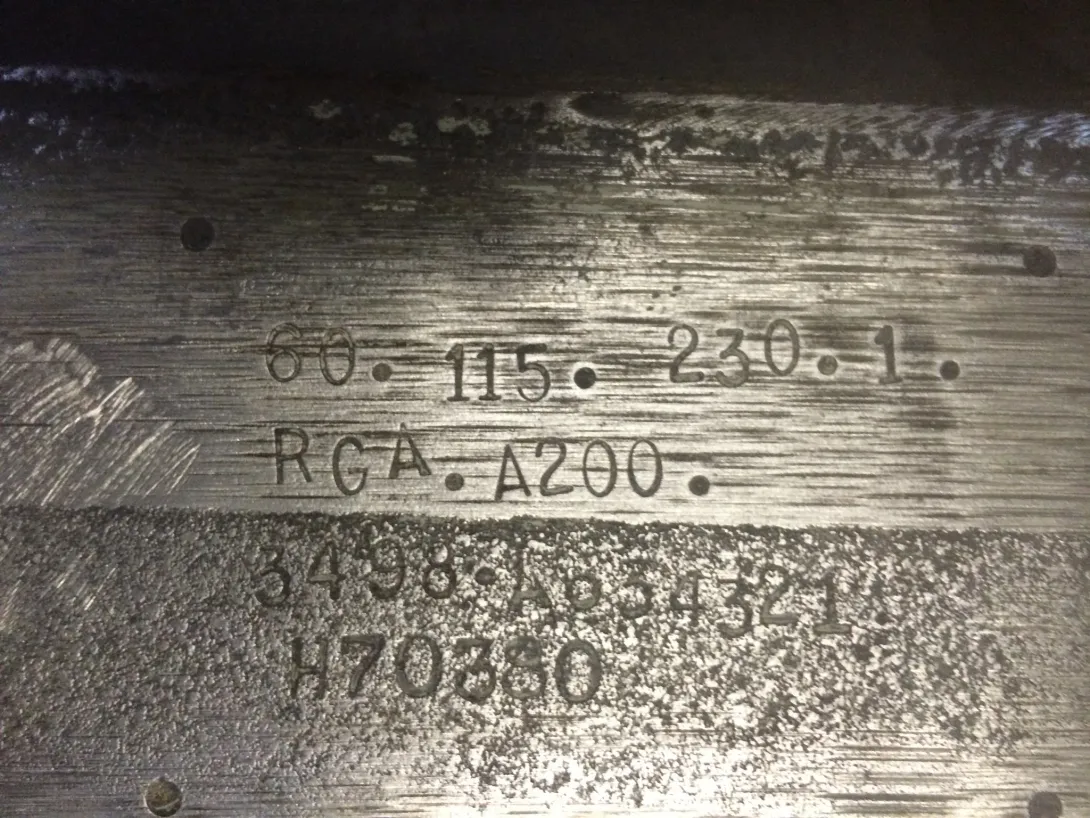 60. 115. 230. 1.
RGA. A200.
3498.A654321
H70380